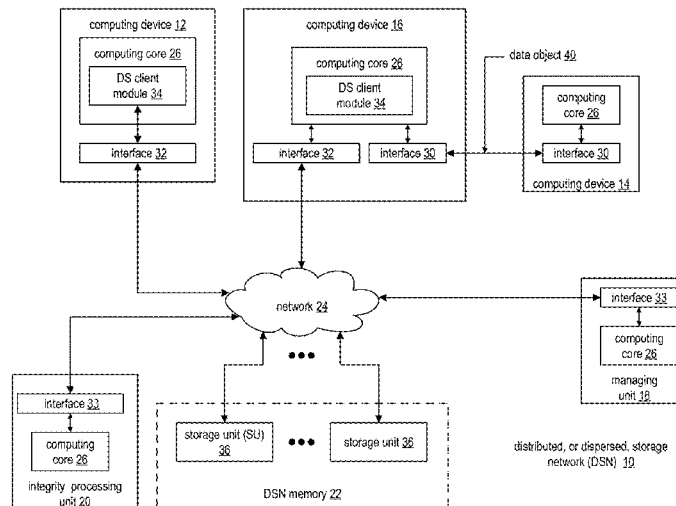 computing device 12
computing core 26
DS client
module 34
interface 32
computing device 16
computing core 26
DS client
module 34
interface 32
interface 30
data object 40
computing
core 26
interface 30
computing device 14
network 24
interface 33
computing
core 26
managing
unit 18
interface 33
computing
core 26
integrity processing
unit 20
storage unit (SU)
36
storage unit 36
DSN memory 22
distributed, or dispersed, storage
network (DSN) 10